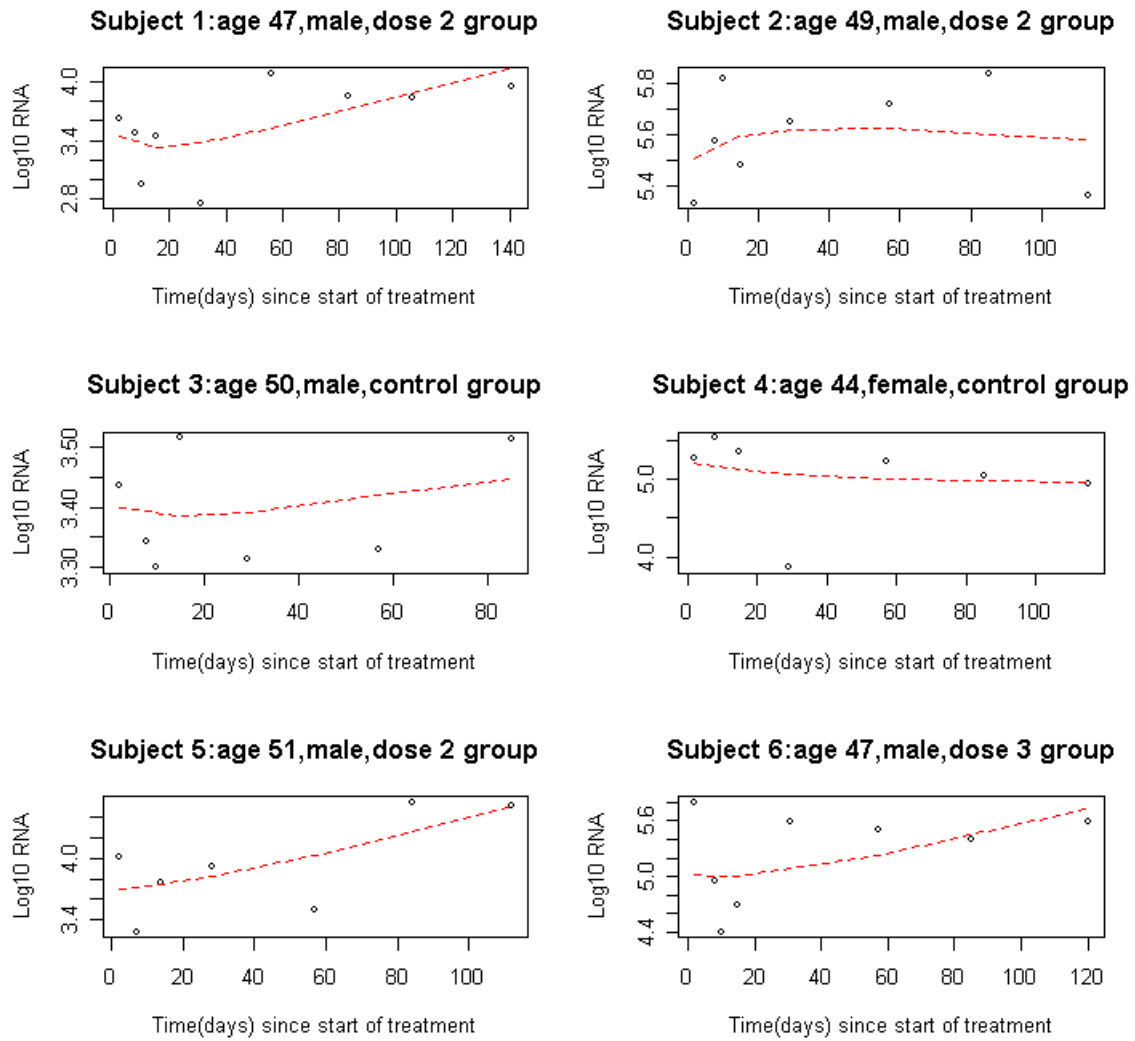 Subject 1:age 47,male,dose 2 group
Log10 RNA
2.8 3.4 4.0
0 20 40 60 80 100 120 140
Time(days) since start of treatment
Subject 2:age 49,male,dose 2 group
Log10 RNA
5.4 5.6 5.8
0 20 40 60 80 100
Time(days) since start of treatment
Subject 3:age 50,male,control group
Log10 RNA
3.30 3.40 3.50
0 20 40 60 80
Time(days) since start of treatment
Subject 4:age 44,female,control group
Log10 RNA
4.0 5.0
0 20 40 60 80 100
Time(days) since start of treatment
Subject 5:age 51,male,dose 2 group
Log10 RNA
3.4 4.0
0 20 40 60 80 100
Time(days) since start of treatment
Subject 6:age 47,male,dose 3 group
Log10 RNA
4.4 5.0 5.6
0 20 40 60 80 100 120
Time(days) since start of treatment